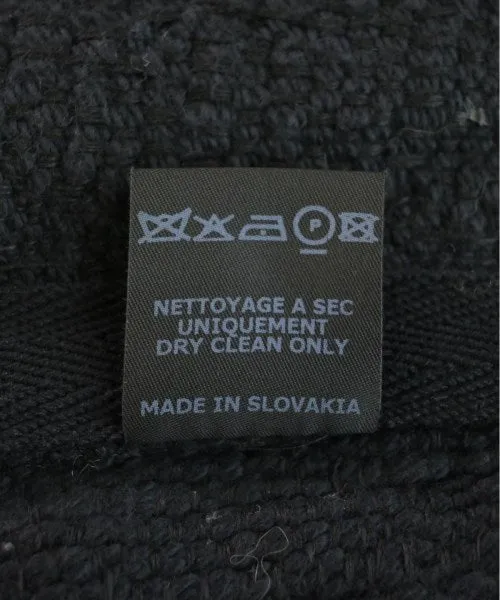 P
NETTOYAGE A SEC
UNIQUEMENT
DRY CLEAN ONLY
MADE IN SLOVAKIA